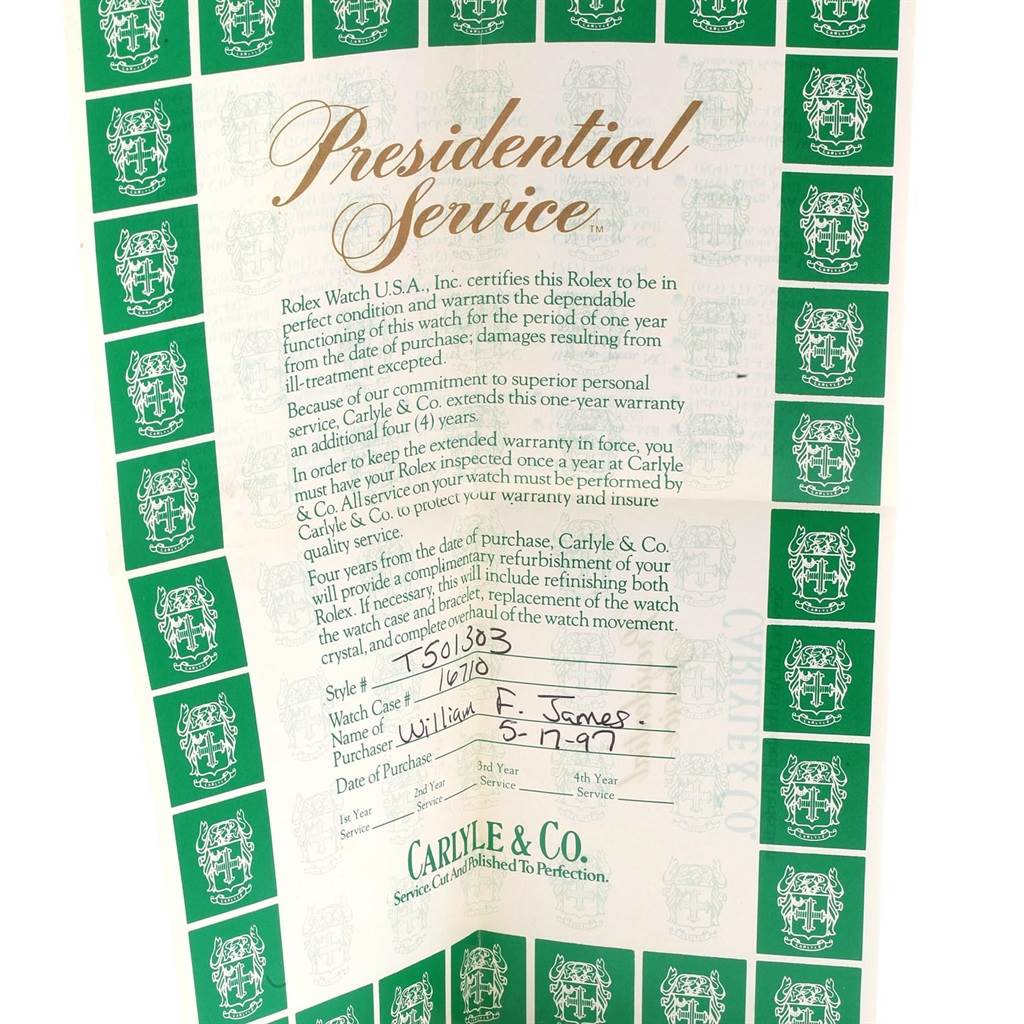 Presidential
Service™
Rolex Watch U.S.A., Inc. certifies this Rolex to be in
perfect condition and warrants the dependable
functioning of this watch for the period of one year
from the date of purchase; damages resulting from
ill-treatment excepted.
Because of our commitment to superior personal
service, Carlyle & Co. extends this one-year warranty
an additional four (4) years.
In order to keep the extended warranty in force, you
must have your Rolex inspected once a year at Carlyle
& Co. All service on your watch must be performed by
Carlyle & Co. to protect your warranty and insure
quality service.
Four years from the date of purchase, Carlyle & Co.
will provide a complimentary refurbishment of your
Rolex. If necessary, this will include refinishing both
the watch case and bracelet, replacement of the watch
crystal, and complete overhaul of the watch movement.
Style # T501303
Watch Case # 16710
Name of
Purchaser William F. James.
Date of Purchase 5-17-97
1st Year
Service
2nd Year
Service
3rd Year
Service
4th Year
Service
CARLYLE & CO.
Service. Cut And Polished To Perfection.